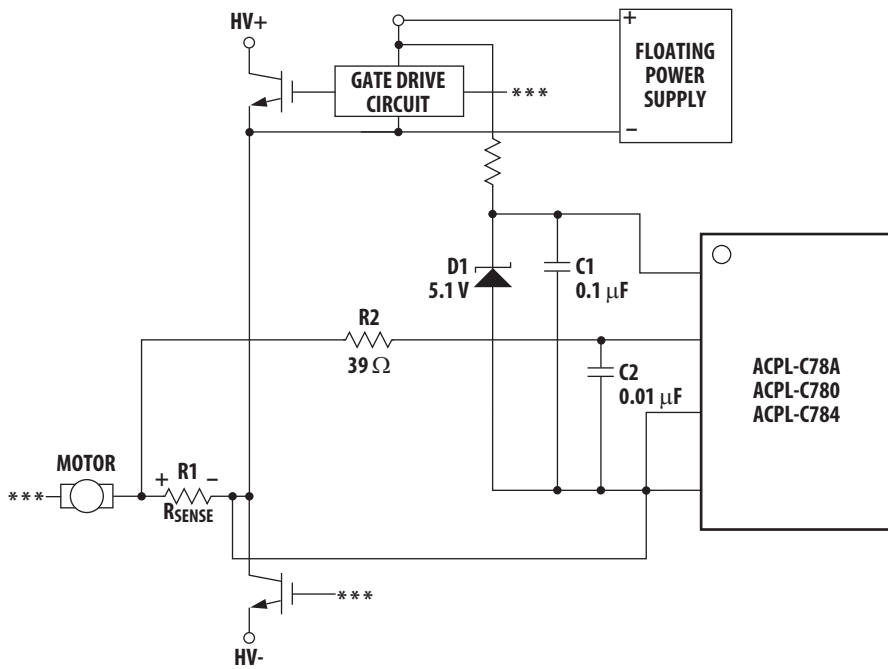 HV+
+
FLOATING
POWER
SUPPLY
−
GATE DRIVE
CIRCUIT
***
D1
5.1 V
C1
0.1 μF
R2
39 Ω
C2
0.01 μF
ACPL-C78A
ACPL-C780
ACPL-C784
MOTOR
***
+
R1
−
RSENSE
***
HV-